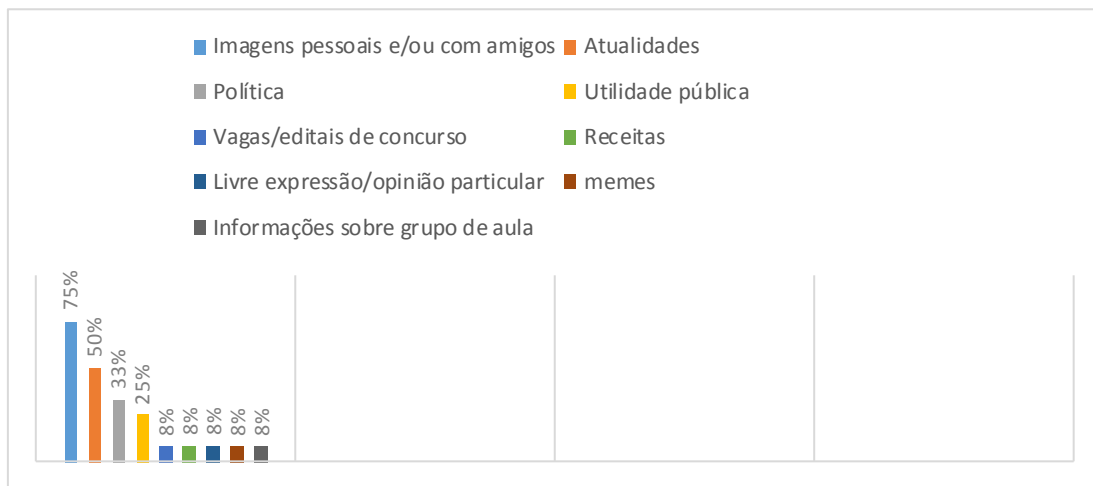 Imagens pessoais e/ou com amigos Atualidades
Política Utilidade pública
Vagas/editais de concurso Receitas
Livre expressão/opinião particular memes
Informações sobre grupo de aula
75%
50%
33%
25%
8%
8%
8%
8%
8%